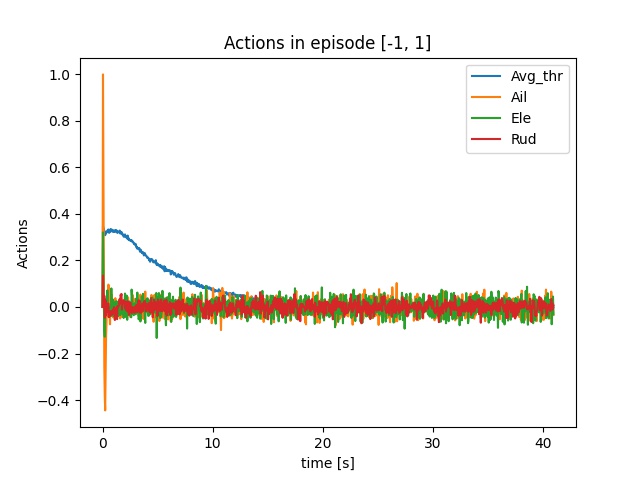 Actions in episode [-1, 1]
Avg_thr
Ail
Ele
Rud
1.0
0.8
0.6
0.4
0.2
0.0
−0.2
−0.4
Actions
0 10 20 30 40
time [s]